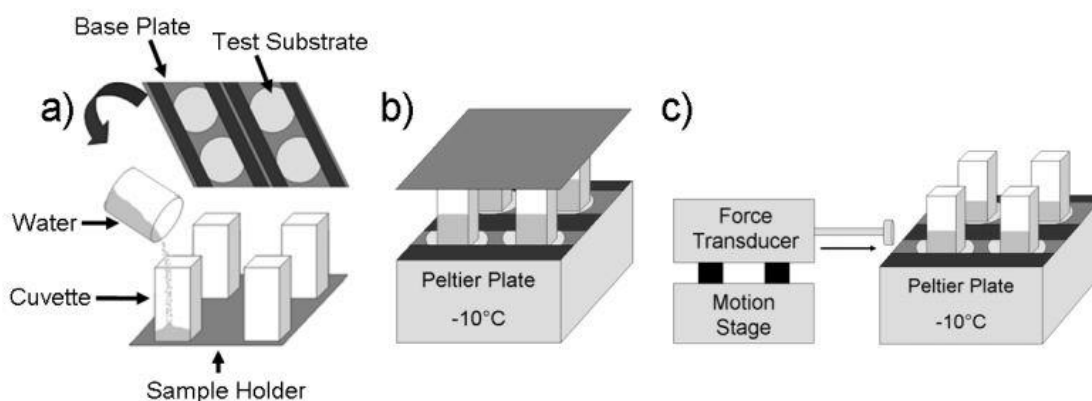 Base Plate
Test Substrate
a)
Water
Cuvette
Sample Holder
b)
Peltier Plate
-10°C
c)
Force
Transducer
Motion
Stage
Peltier Plate
-10°C